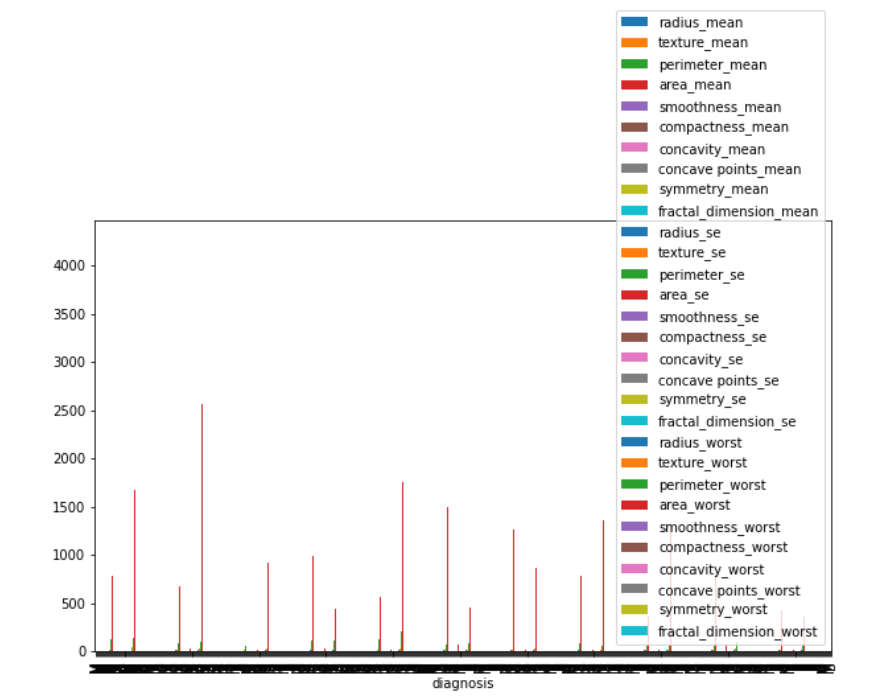 radius_mean
texture_mean
perimeter_mean
area_mean
smoothness_mean
compactness_mean
concavity_mean
concave points_mean
symmetry_mean
fractal_dimension_mean
radius_se
texture_se
perimeter_se
area_se
smoothness_se
compactness_se
concavity_se
concave points_se
symmetry_se
fractal_dimension_se
radius_worst
texture_worst
perimeter_worst
area_worst
smoothness_worst
compactness_worst
concavity_worst
concave points_worst
symmetry_worst
fractal_dimension_worst
4000
3500
3000
2500
2000
1500
1000
500
0
diagnosis